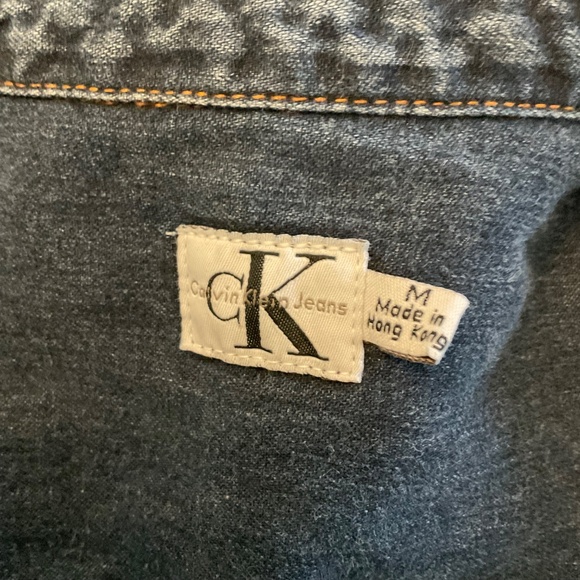 CK
Calvin Klein Jeans
M
Made in
Hong Kong